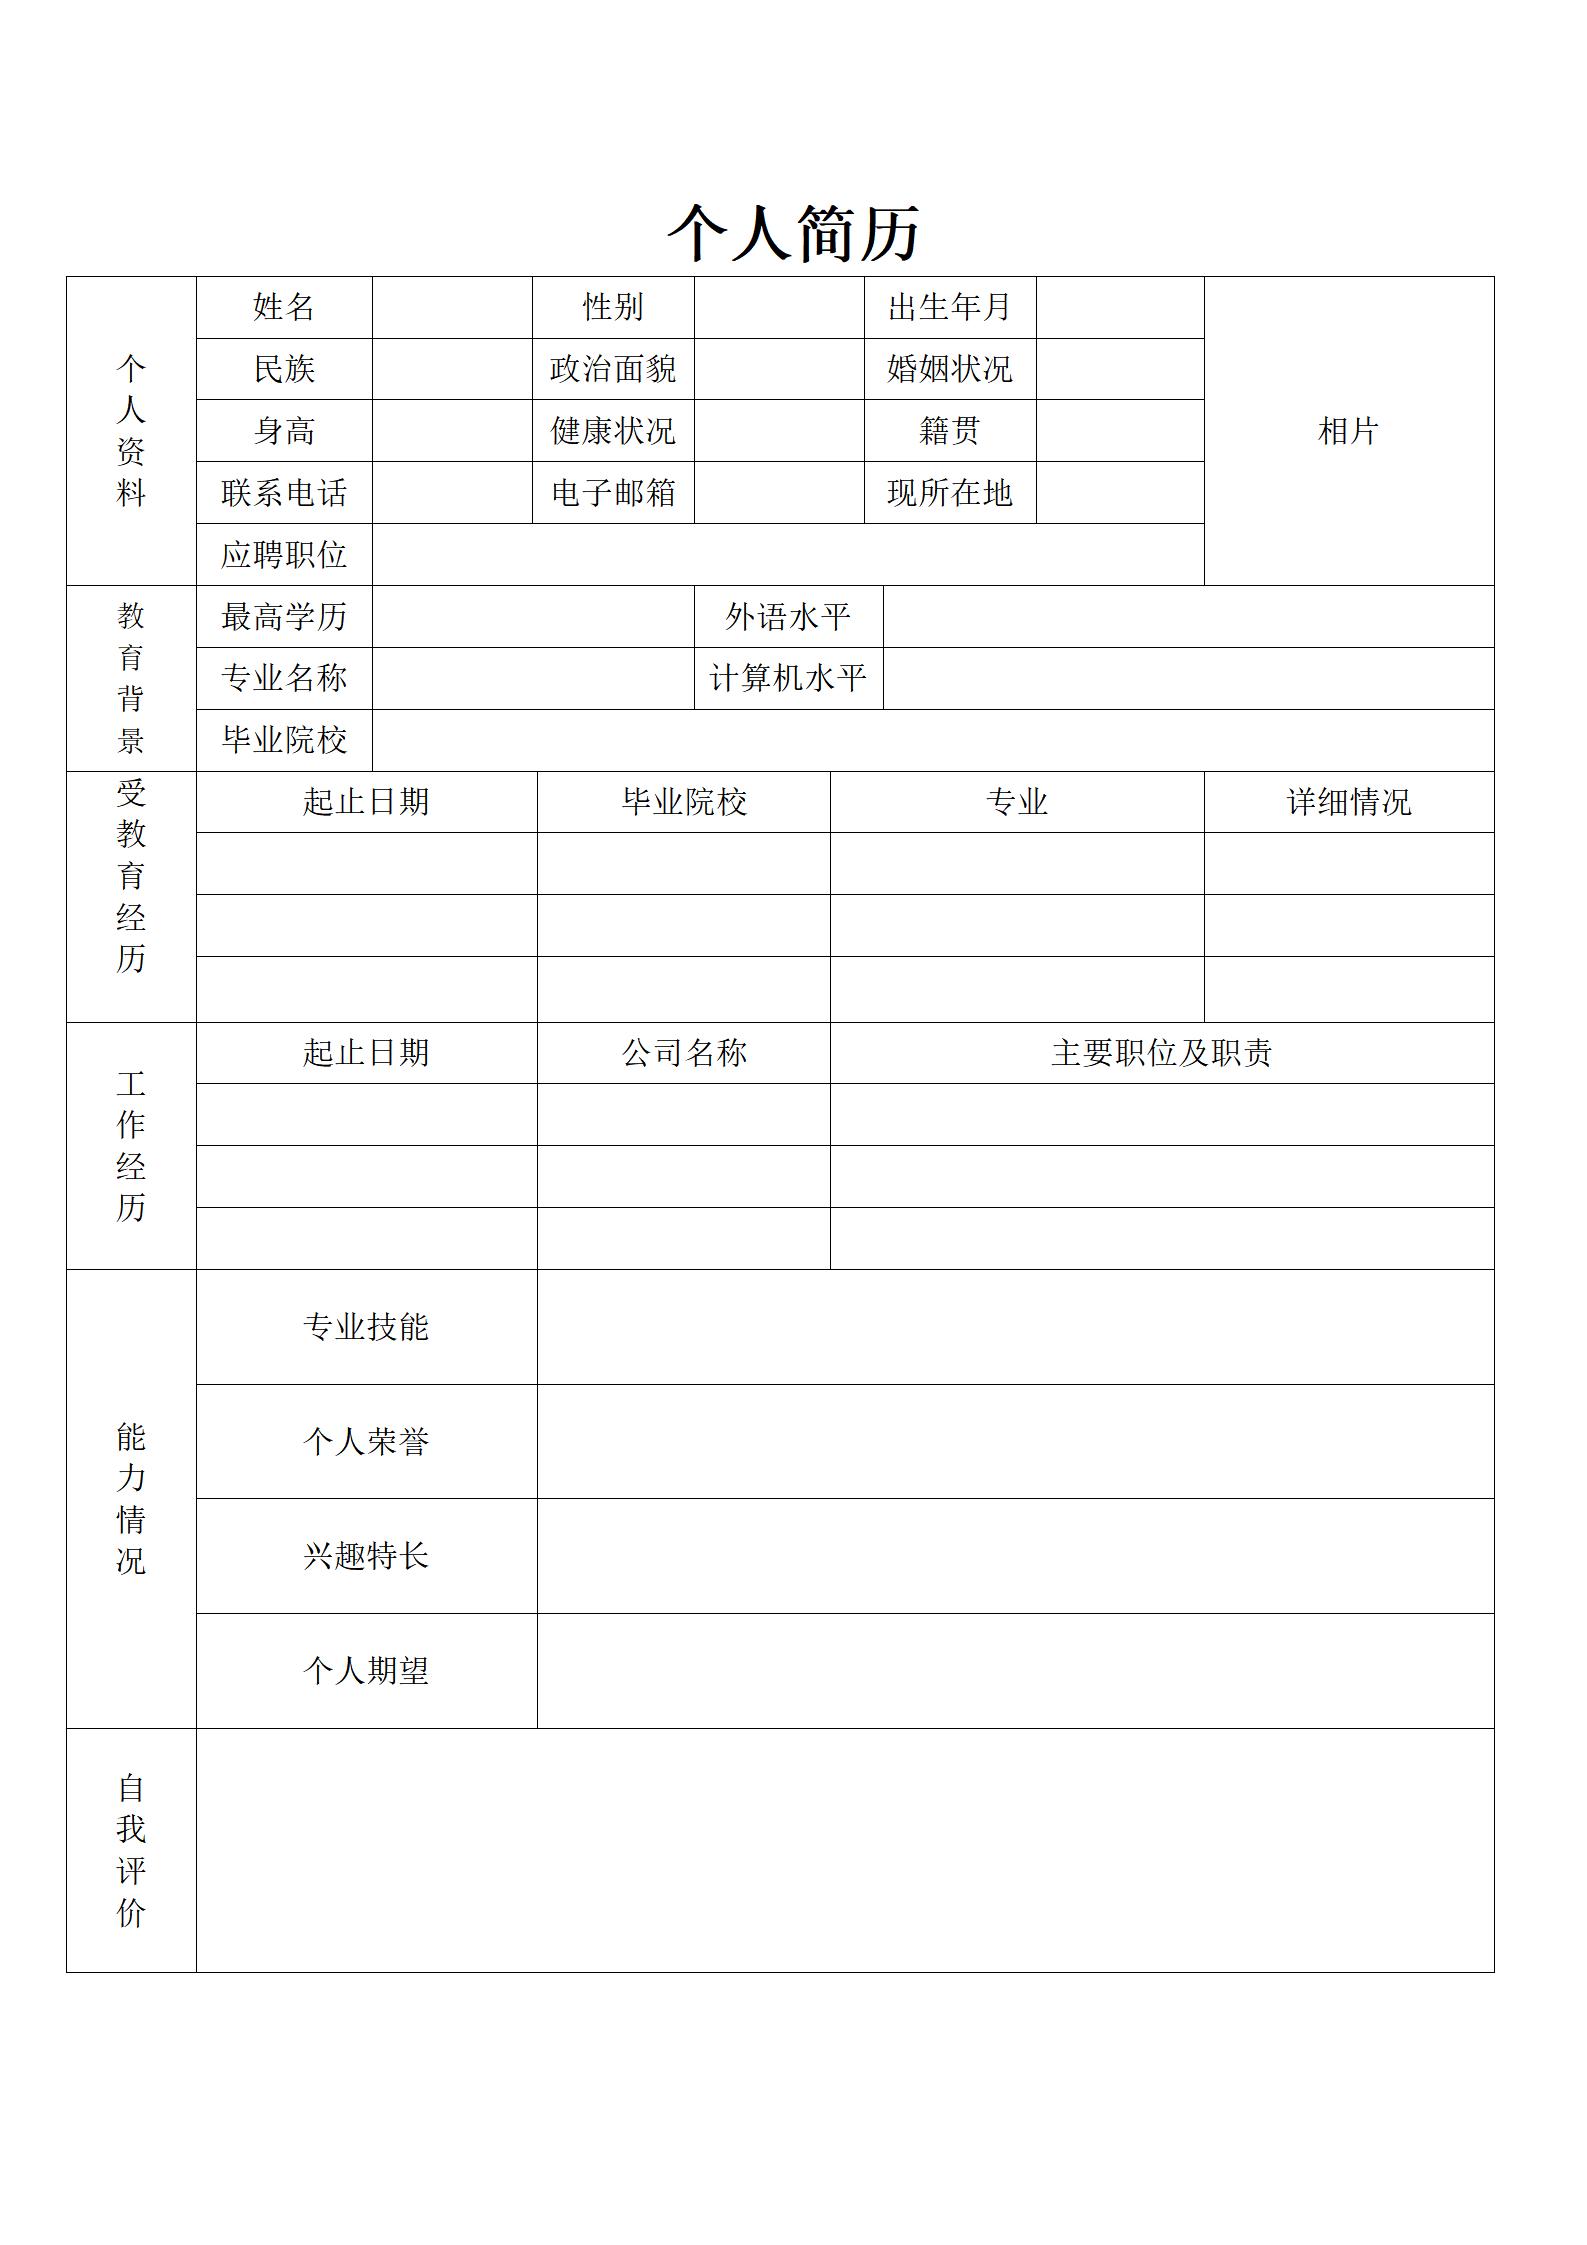 个人简历
个人资料
姓名 性别 出生年月
相片
民族 政治面貌 婚姻状况
身高 健康状况 籍贯
联系电话 电子邮箱 现所在地
应聘职位
教育背景
最高学历 外语水平
专业名称 计算机水平
毕业院校
受教育经历
起止日期 毕业院校 专业 详细情况
工作经历
起止日期 公司名称 主要职位及职责
能力情况
专业技能
个人荣誉
兴趣特长
个人期望
自我评价